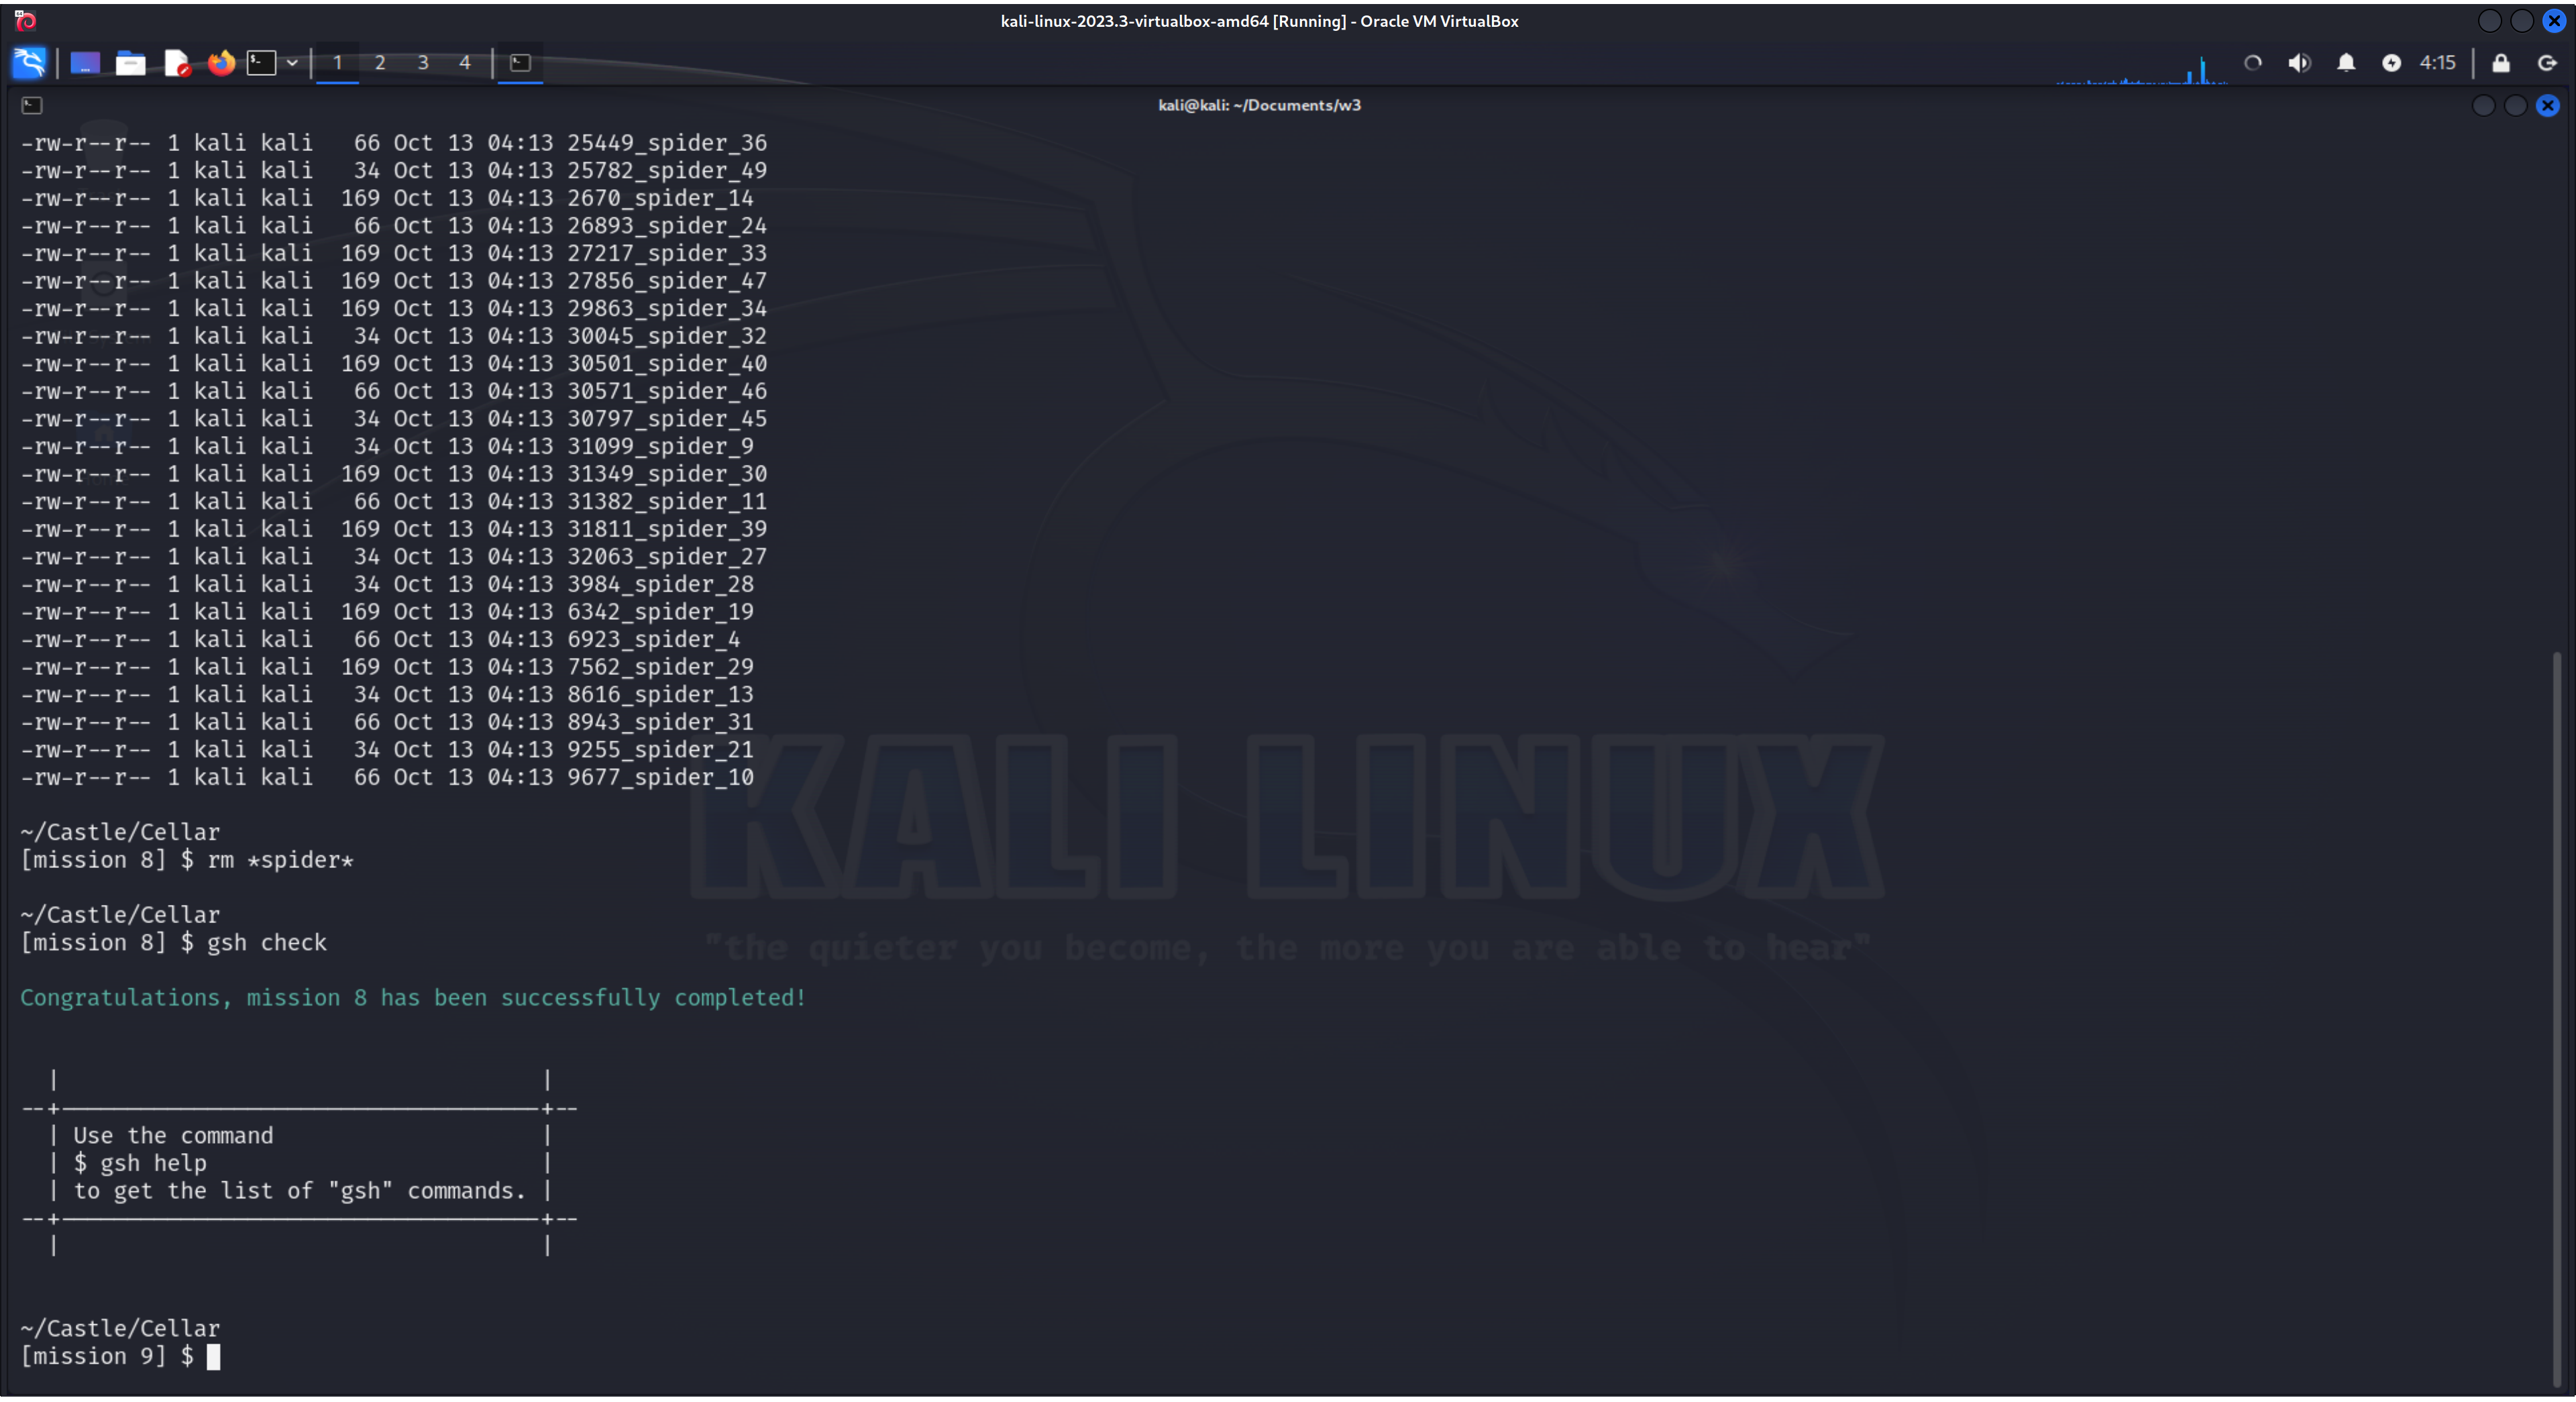 kali-linux-2023.3-virtualbox-amd64 [Running] - Oracle VM VirtualBox
1 2 3 4 4:15
kali@kali: ~/Documents/w3
-rw-r--r-- 1 kali kali   66 Oct 13 04:13 25449_spider_36
-rw-r--r-- 1 kali kali   34 Oct 13 04:13 25782_spider_49
-rw-r--r-- 1 kali kali  169 Oct 13 04:13 2670_spider_14
-rw-r--r-- 1 kali kali   66 Oct 13 04:13 26893_spider_24
-rw-r--r-- 1 kali kali  169 Oct 13 04:13 27217_spider_33
-rw-r--r-- 1 kali kali  169 Oct 13 04:13 27856_spider_47
-rw-r--r-- 1 kali kali  169 Oct 13 04:13 29863_spider_34
-rw-r--r-- 1 kali kali   34 Oct 13 04:13 30045_spider_32
-rw-r--r-- 1 kali kali  169 Oct 13 04:13 30501_spider_40
-rw-r--r-- 1 kali kali   66 Oct 13 04:13 30571_spider_46
-rw-r--r-- 1 kali kali   34 Oct 13 04:13 30797_spider_45
-rw-r--r-- 1 kali kali   34 Oct 13 04:13 31099_spider_9
-rw-r--r-- 1 kali kali  169 Oct 13 04:13 31349_spider_30
-rw-r--r-- 1 kali kali   66 Oct 13 04:13 31382_spider_11
-rw-r--r-- 1 kali kali  169 Oct 13 04:13 31811_spider_39
-rw-r--r-- 1 kali kali   34 Oct 13 04:13 32063_spider_27
-rw-r--r-- 1 kali kali   34 Oct 13 04:13 3984_spider_28
-rw-r--r-- 1 kali kali  169 Oct 13 04:13 6342_spider_19
-rw-r--r-- 1 kali kali   66 Oct 13 04:13 6923_spider_4
-rw-r--r-- 1 kali kali  169 Oct 13 04:13 7562_spider_29
-rw-r--r-- 1 kali kali   34 Oct 13 04:13 8616_spider_13
-rw-r--r-- 1 kali kali   66 Oct 13 04:13 8943_spider_31
-rw-r--r-- 1 kali kali   34 Oct 13 04:13 9255_spider_21
-rw-r--r-- 1 kali kali   66 Oct 13 04:13 9677_spider_10
~/Castle/Cellar
[mission 8] $ rm *spider*
~/Castle/Cellar
[mission 8] $ gsh check
KALI LINUX
"the quieter you become, the more you are able to hear"
Congratulations, mission 8 has been successfully completed!
Use the command
$ gsh help
to get the list of "gsh" commands.
~/Castle/Cellar
[mission 9] $